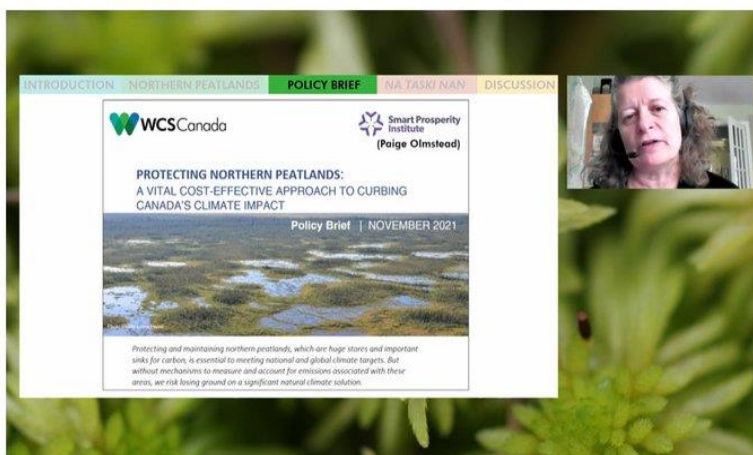 INTRODUCTION NORTHERN PEATLANDS POLICY BRIEF NA TASKI NAN DISCUSSION
WCSCanada
Smart Prosperity
Institute
(Paige Olmstead)
PROTECTING NORTHERN PEATLANDS:
A VITAL COST-EFFECTIVE APPROACH TO CURBING
CANADA'S CLIMATE IMPACT
Policy Brief | NOVEMBER 2021
Protecting and maintaining northern peatlands, which are huge stores and important
sinks for carbon, is essential to meeting national and global climate targets. But
without mechanisms to measure and account for emissions associated with these
areas, we risk losing ground on a significant natural climate solution.